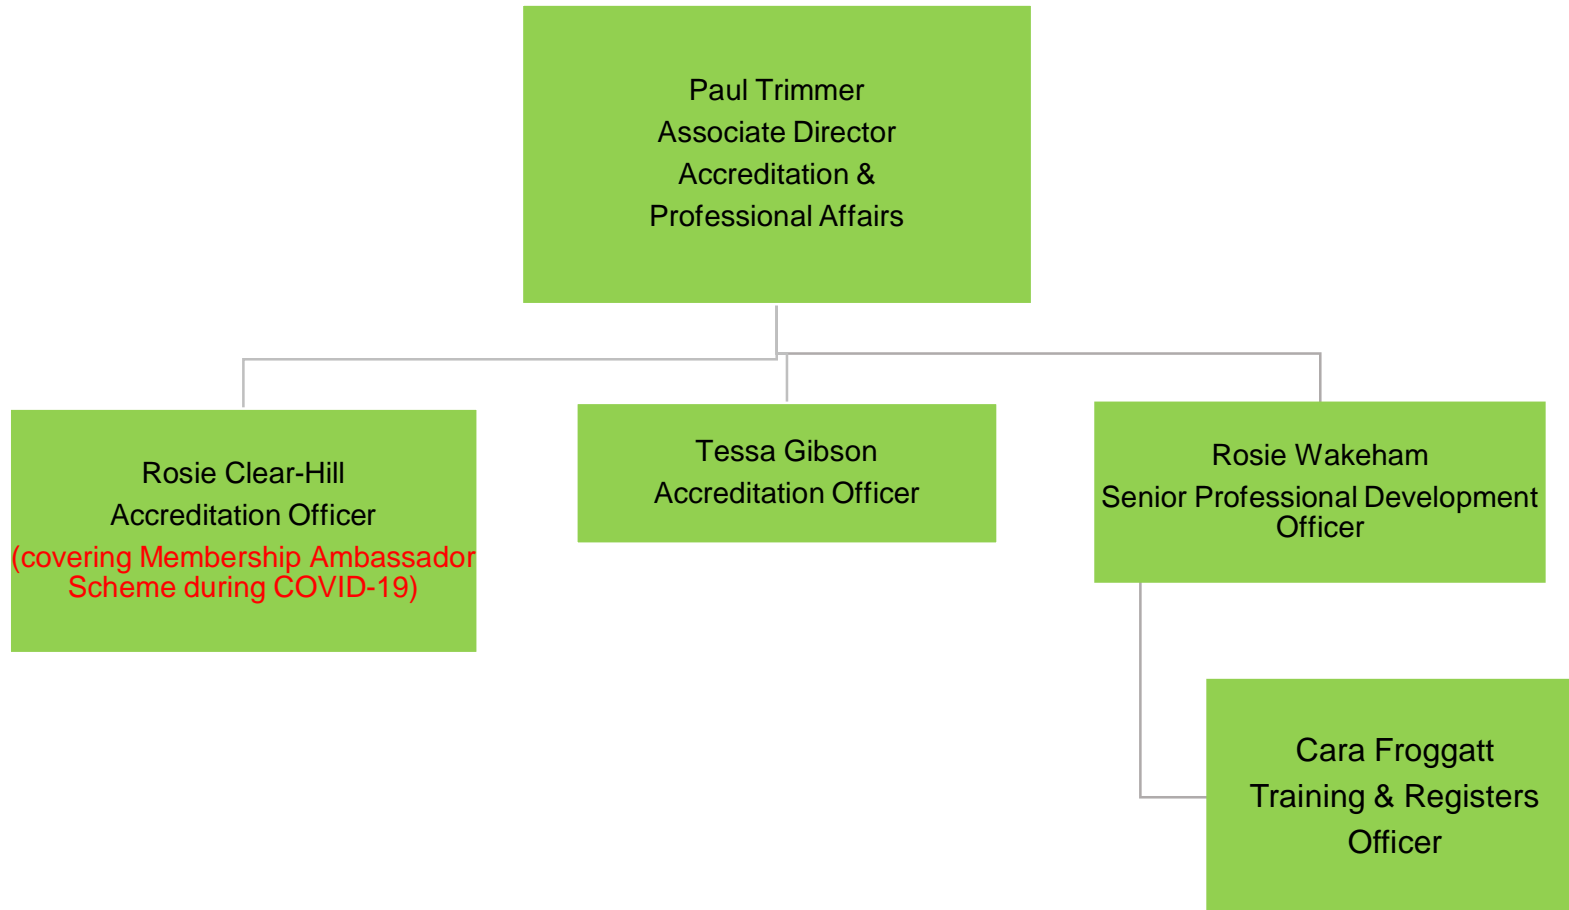 Paul Trimmer
Associate Director
Accreditation &
Professional Affairs
Rosie Clear-Hill
Accreditation Officer
(covering Membership Ambassador
Scheme during COVID-19)
Tessa Gibson
Accreditation Officer
Rosie Wakeham
Senior Professional Development
Officer
Cara Froggatt
Training & Registers
Officer